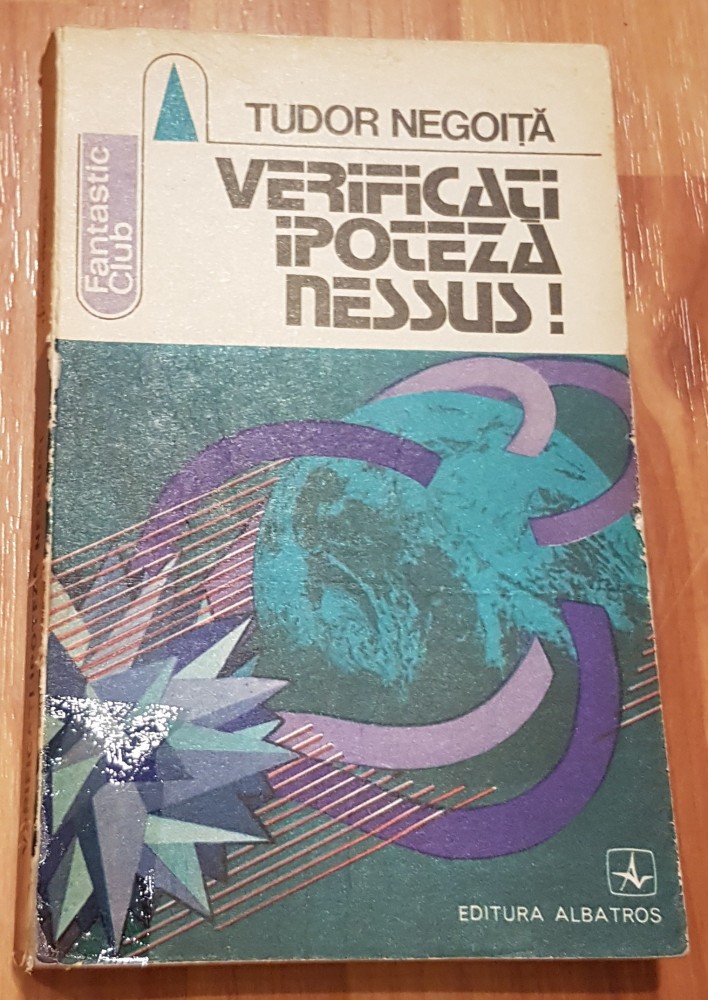 TUDOR NEGOIȚĂ
VERIFICAȚI
IPOTEZA
NESSUS!
Fantastic
Club
EDITURA ALBATROS